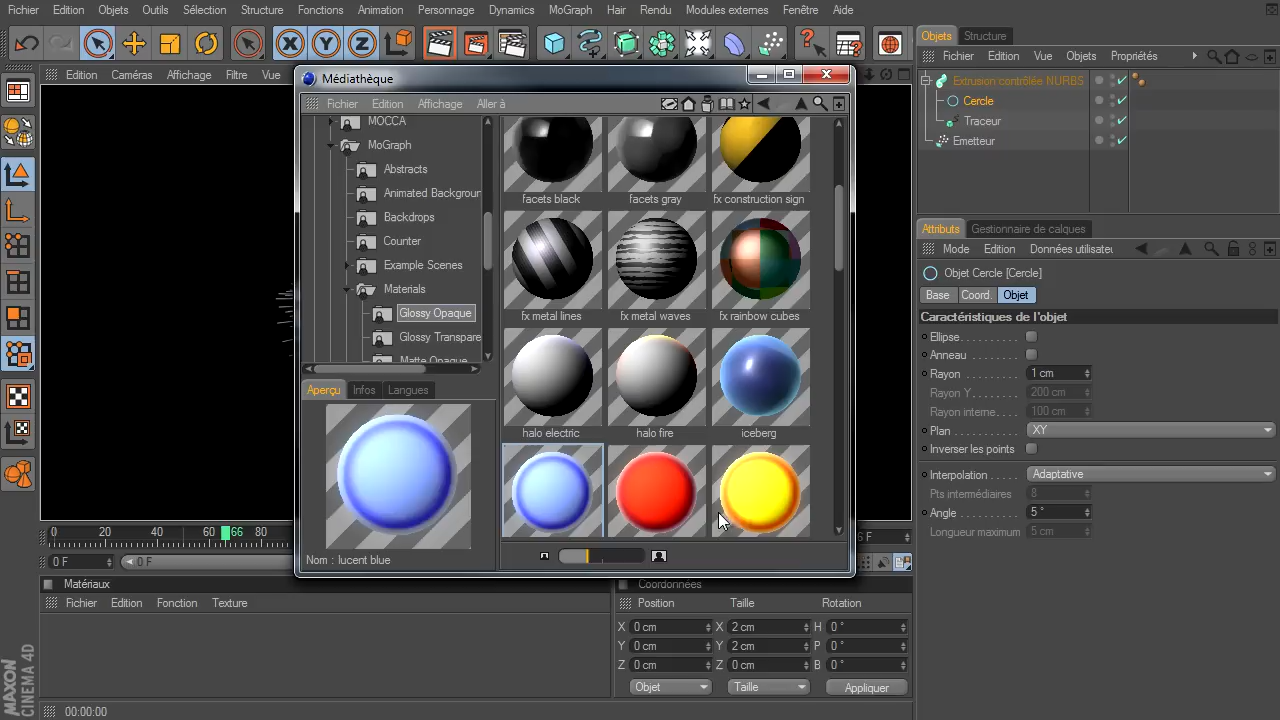 Fichier Edition Objets Outils Sélection Structure Fonctions Animation Personnage Dynamics MoGraph Hair Rendu Modules externes Fenêtre Aide
Objets Structure
Fichier Edition Vue Objets Propriétés
Edition Caméras Affichage Filtre Vue
Médiathèque
Fichier Edition Affichage Aller à
Extrusion contrôlée NURBS
Cercle
Traceur
Emetteur
MOCCA
MoGraph
Abstracts
Animated Backgroun
Backdrops
Counter
Example Scenes
Materials
Glossy Opaque
Glossy Transpare
Matte Opaque
facets black facets gray fx construction sign
fx metal lines fx metal waves fx rainbow cubes
halo electric halo fire iceberg
Aperçu Infos Langues
Nom : lucent blue
Attributs Gestionnaire de calques
Mode Edition Données utilisateu
Objet Cercle [Cercle]
Base Coord. Objet
Caractéristiques de l'objet
Ellipse
Anneau
Rayon 1 cm
Rayon Y 200 cm
Rayon interne 100 cm
Plan XY
Inverser les points
Interpolation Adaptative
Pts intermédiaires 8
Angle 5 °
Longueur maximum 5 cm
0 20 40 60 66 80
0 F 0 F 6 F
Matériaux
Fichier Edition Fonction Texture
Coordonnées
Position Taille Rotation
X 0 cm X 2 cm H 0 °
Y 0 cm Y 2 cm P 0 °
Z 0 cm Z 0 cm B 0 °
Objet Taille Appliquer
MAXON
CINEMA 4D
00:00:00